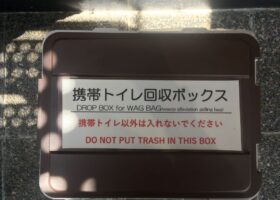 携帯トイレ回収ボックス
DROP BOX for WAG BAG
携帯トイレ以外は入れないでください
DO NOT PUT TRASH IN THIS BOX